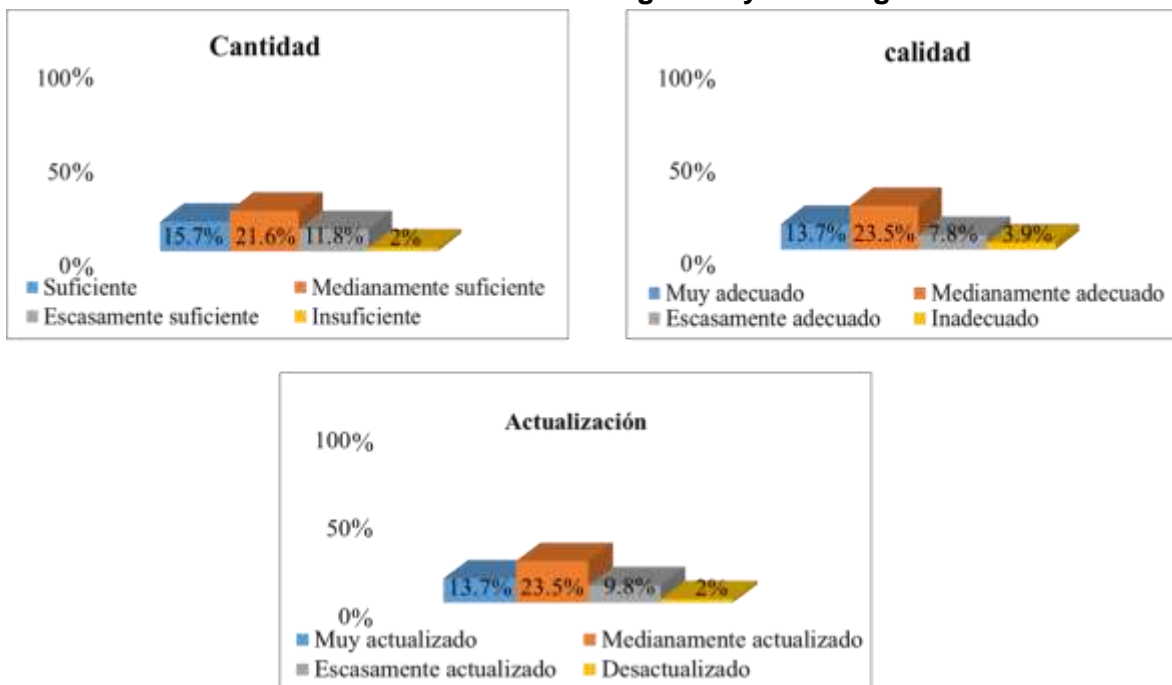 Cantidad
100%
50%
0%
15.7% 21.6% 11.8% 2%
Suficiente Medianamente suficiente
Escasamente suficiente Insuficiente
calidad
100%
50%
0%
13.7% 23.5% 7.8% 3.9%
Muy adecuado Medianamente adecuado
Escasamente adecuado Inadecuado
Actualización
100%
50%
0%
13.7% 23.5% 9.8% 2%
Muy actualizado Medianamente actualizado
Escasamente actualizado Desactualizado